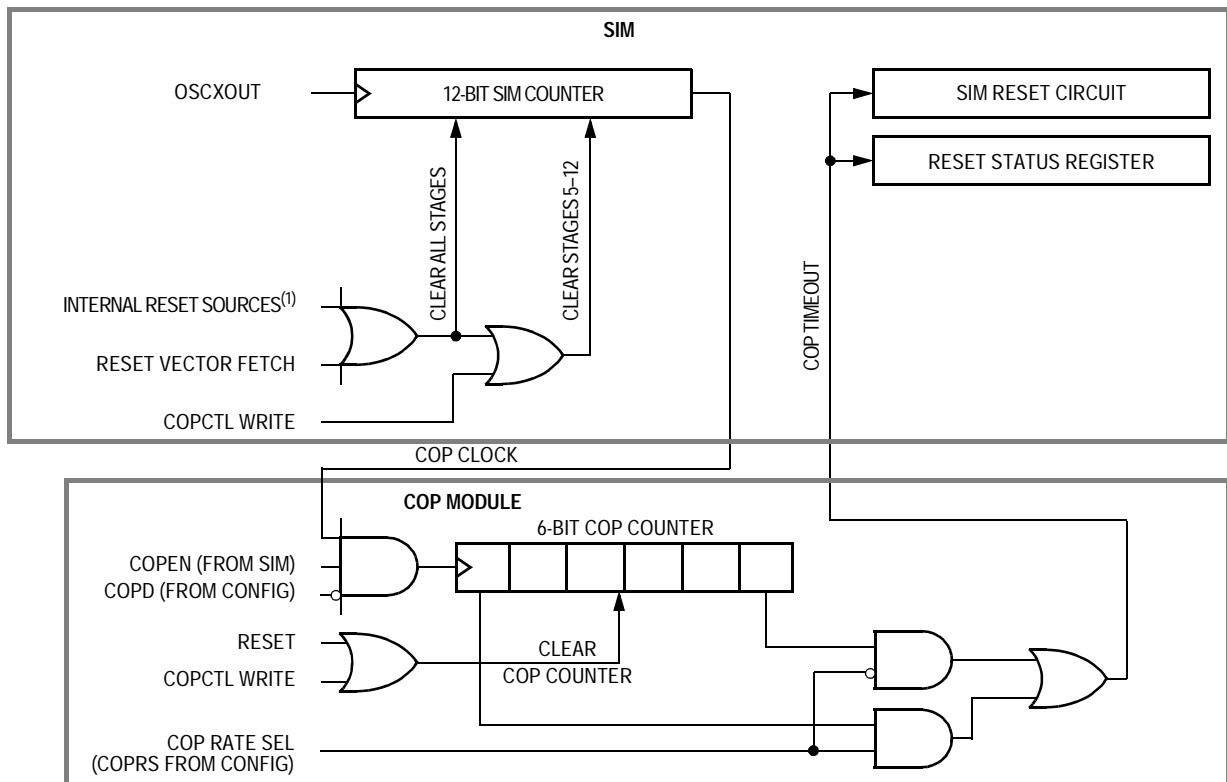 SIM
OSCXOUT
12-BIT SIM COUNTER
SIM RESET CIRCUIT
RESET STATUS REGISTER
CLEAR ALL STAGES
CLEAR STAGES 5–12
COP TIMEOUT
INTERNAL RESET SOURCES(1)
RESET VECTOR FETCH
COPCTL WRITE
COP CLOCK
COP MODULE
6-BIT COP COUNTER
COPEN (FROM SIM)
COPD (FROM CONFIG)
RESET
COPCTL WRITE
CLEAR
COP COUNTER
COP RATE SEL
(COPRS FROM CONFIG)